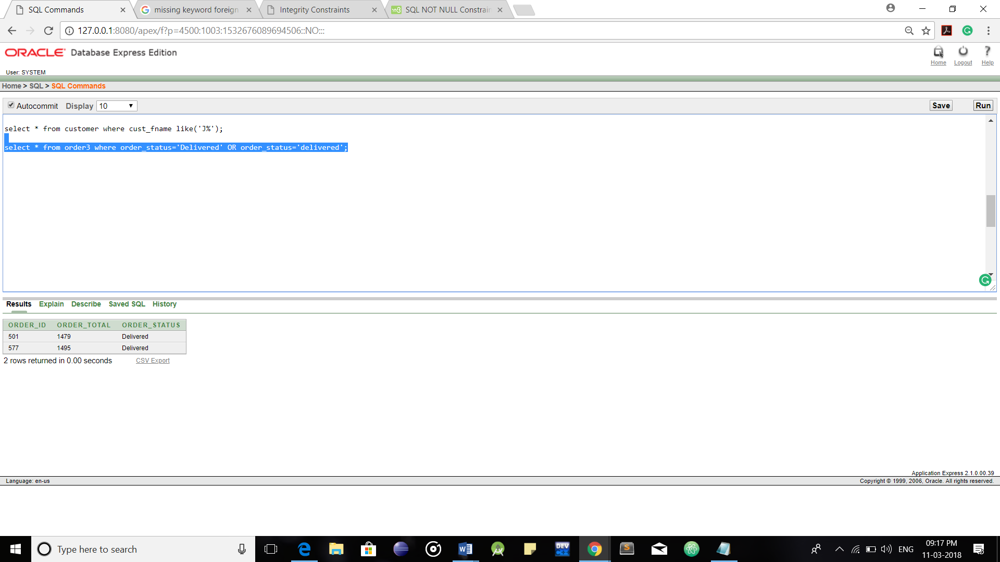 SQL Commands
missing keyword foreign
Integrity Constraints
SQL NOT NULL Constrain
127.0.0.1:8080/apex/f?p=4500:1003:1532676089694506::NO:::
ORACLE Database Express Edition
Home Logout Help
User: SYSTEM
Home > SQL > SQL Commands
Autocommit Display 10 Save Run
select * from customer where cust_fname like('J%');
select * from order3 where order_status='Delivered' OR order_status='delivered';
Results Explain Describe Saved SQL History
ORDER_ID ORDER_TOTAL ORDER_STATUS
501 1479 Delivered
577 1495 Delivered
2 rows returned in 0.00 seconds CSV Export
Application Express 2.1.0.00.39
Language: en-us Copyright © 1999, 2006, Oracle. All rights reserved.
Type here to search
DEV C++
ENG
09:17 PM
11-03-2018